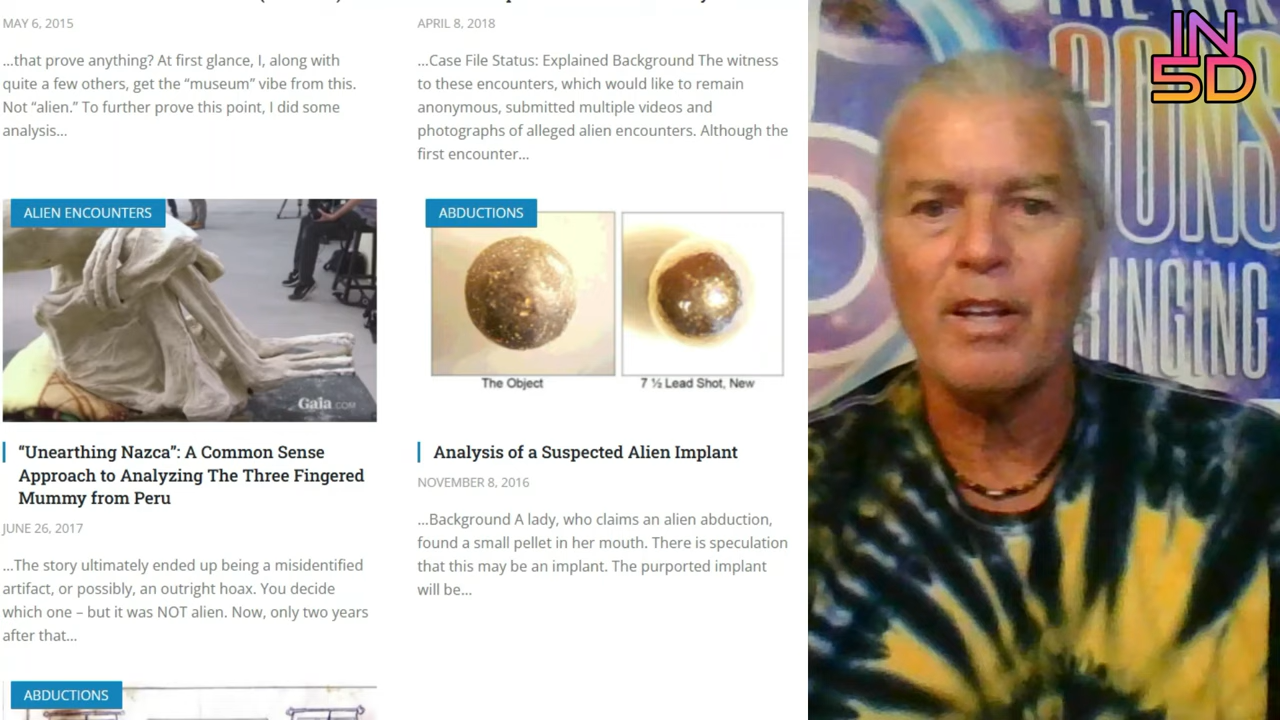 MAY 6, 2015
...that prove anything? At first glance, I, along with
quite a few others, get the “museum” vibe from this.
Not “alien.” To further prove this point, I did some
analysis...
APRIL 8, 2018
...Case File Status: Explained Background The witness
to these encounters, which would like to remain
anonymous, submitted multiple videos and
photographs of alleged alien encounters. Although the
first encounter...
ALIEN ENCOUNTERS
Gaia.COM
“Unearthing Nazca”: A Common Sense
Approach to Analyzing The Three Fingered
Mummy from Peru
JUNE 26, 2017
...The story ultimately ended up being a misidentified
artifact, or possibly, an outright hoax. You decide
which one – but it was NOT alien. Now, only two years
after that...
ABDUCTIONS
The Object
7 ½ Lead Shot, New
Analysis of a Suspected Alien Implant
NOVEMBER 8, 2016
...Background A lady, who claims an alien abduction,
found a small pellet in her mouth. There is speculation
that this may be an implant. The purported implant
will be...
ABDUCTIONS
IN
5D